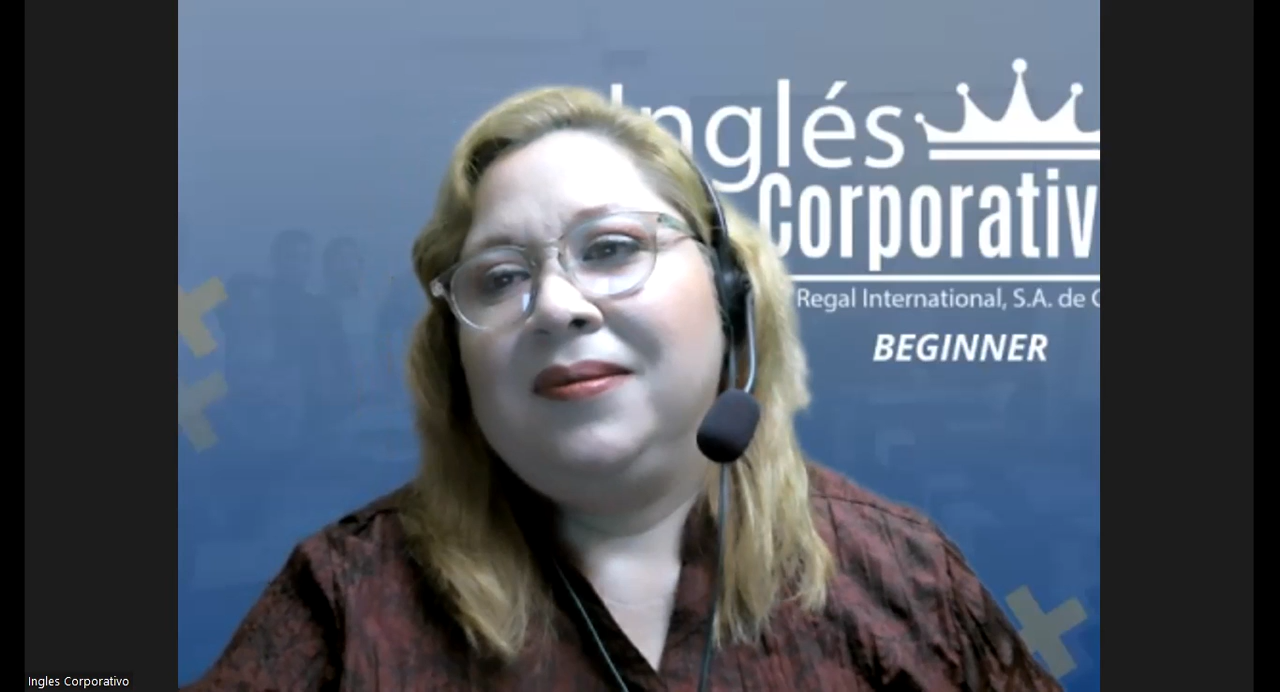 Inglés
Corporativ
Regal International, S.A. de C
BEGINNER
Ingles Corporativo